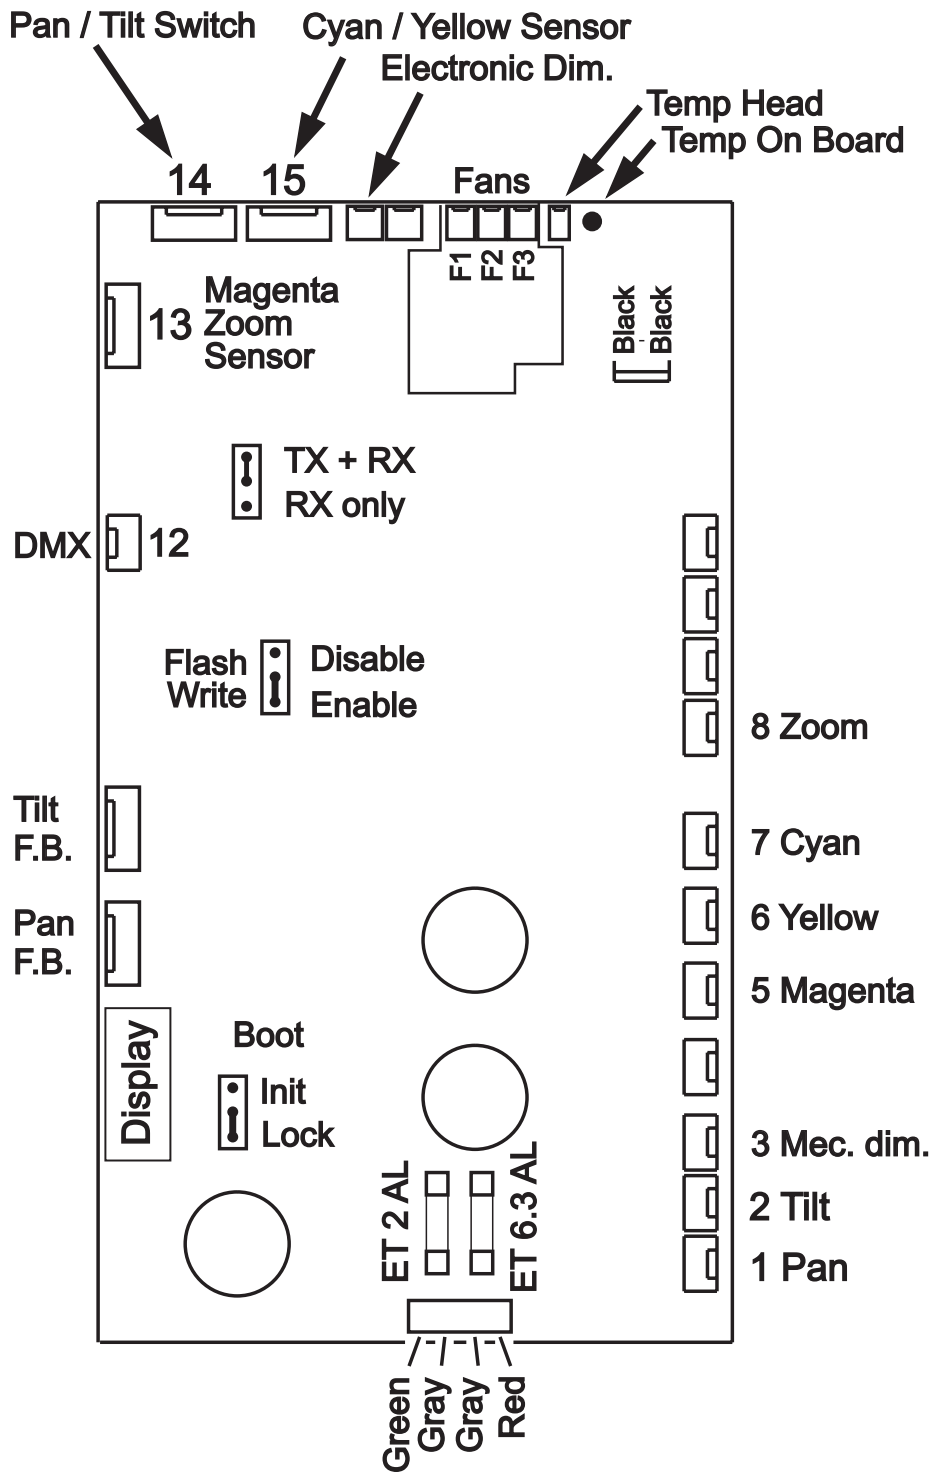 Pan / Tilt Switch
Cyan / Yellow Sensor
Electronic Dim.
Temp Head
Temp On Board
14
15
Fans
F1
F2
F3
13
Magenta
Zoom
Sensor
Black
Black
TX + RX
RX only
DMX
12
Flash
Write
Disable
Enable
8 Zoom
Tilt
F.B.
7 Cyan
6 Yellow
Pan
F.B.
5 Magenta
Display
Boot
Init
Lock
3 Mec. dim.
2 Tilt
1 Pan
ET 2 AL
ET 6.3 AL
Green
Gray
Gray
Red